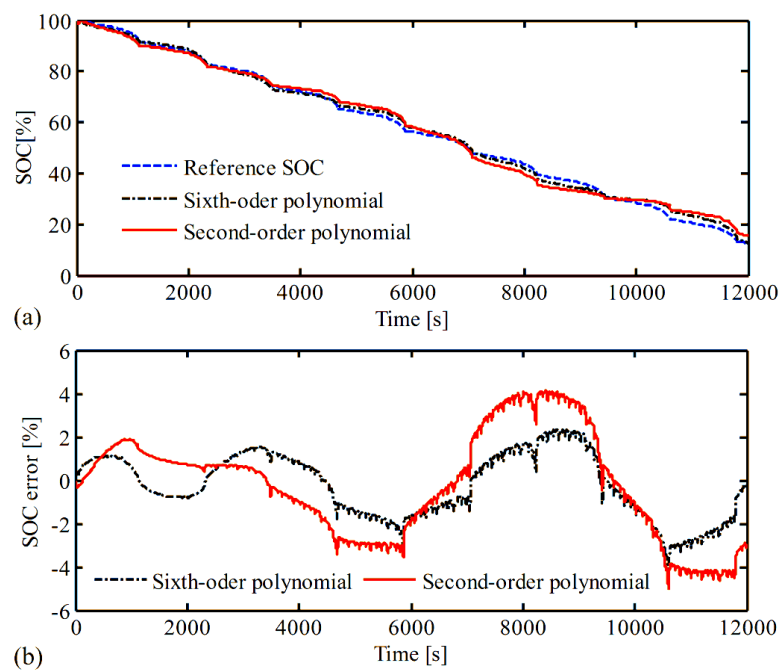 100
80
60
40
20
0
SOC[%]
Reference SOC
Sixth-oder polynomial
Second-order polynomial
0 2000 4000 6000 8000 10000 12000
(a) Time [s]
6
4
2
0
-2
-4
-6
SOC error [%]
Sixth-oder polynomial Second-order polynomial
0 2000 4000 6000 8000 10000 12000
(b) Time [s]